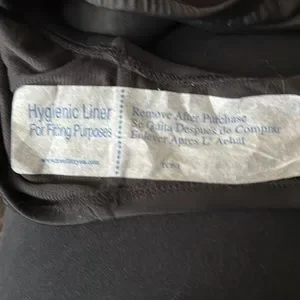 Hygienic Liner
For Fitting Purposes
Remove After Purchase
Se Quita Despues de Comprar
Enlever Apres L' Achat